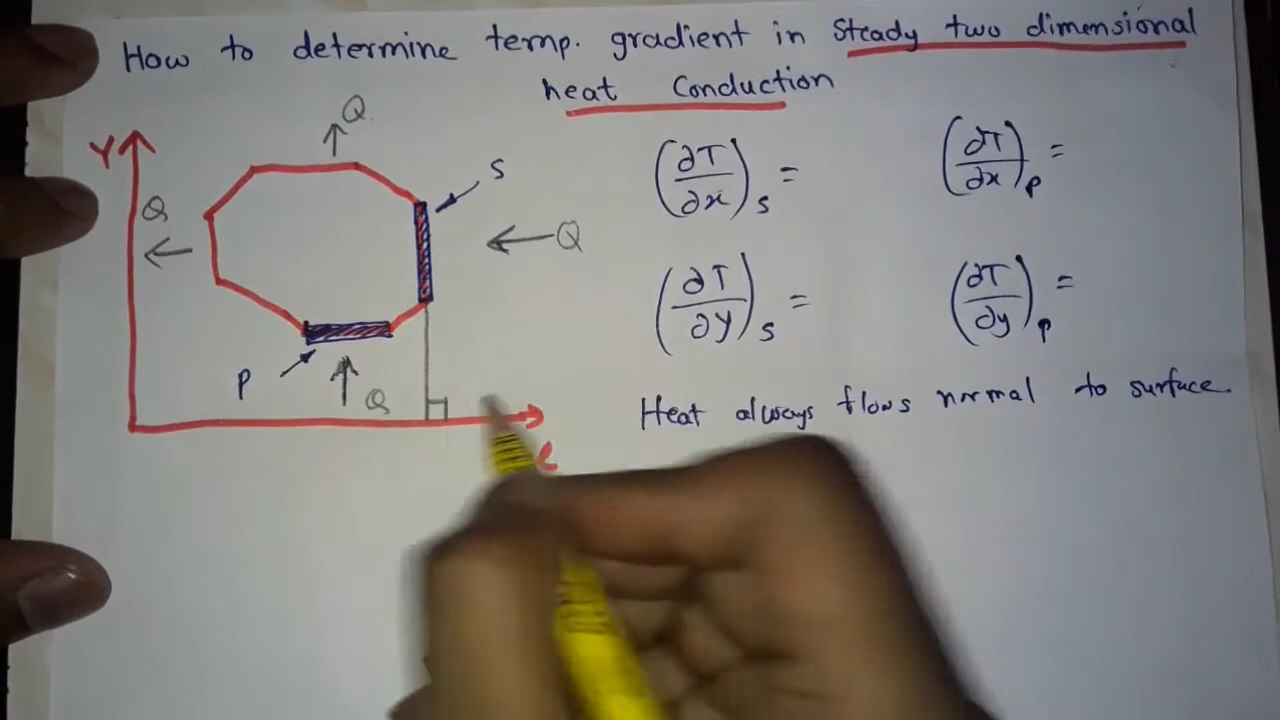 How to determine temp. gradient in Steady two dimensional
heat Conduction
Y
Q
Q
S
Q
P
Q
(∂T/∂x)s =
(∂T/∂x)p =
(∂T/∂y)s =
(∂T/∂y)p =
Heat always flows normal to surface.